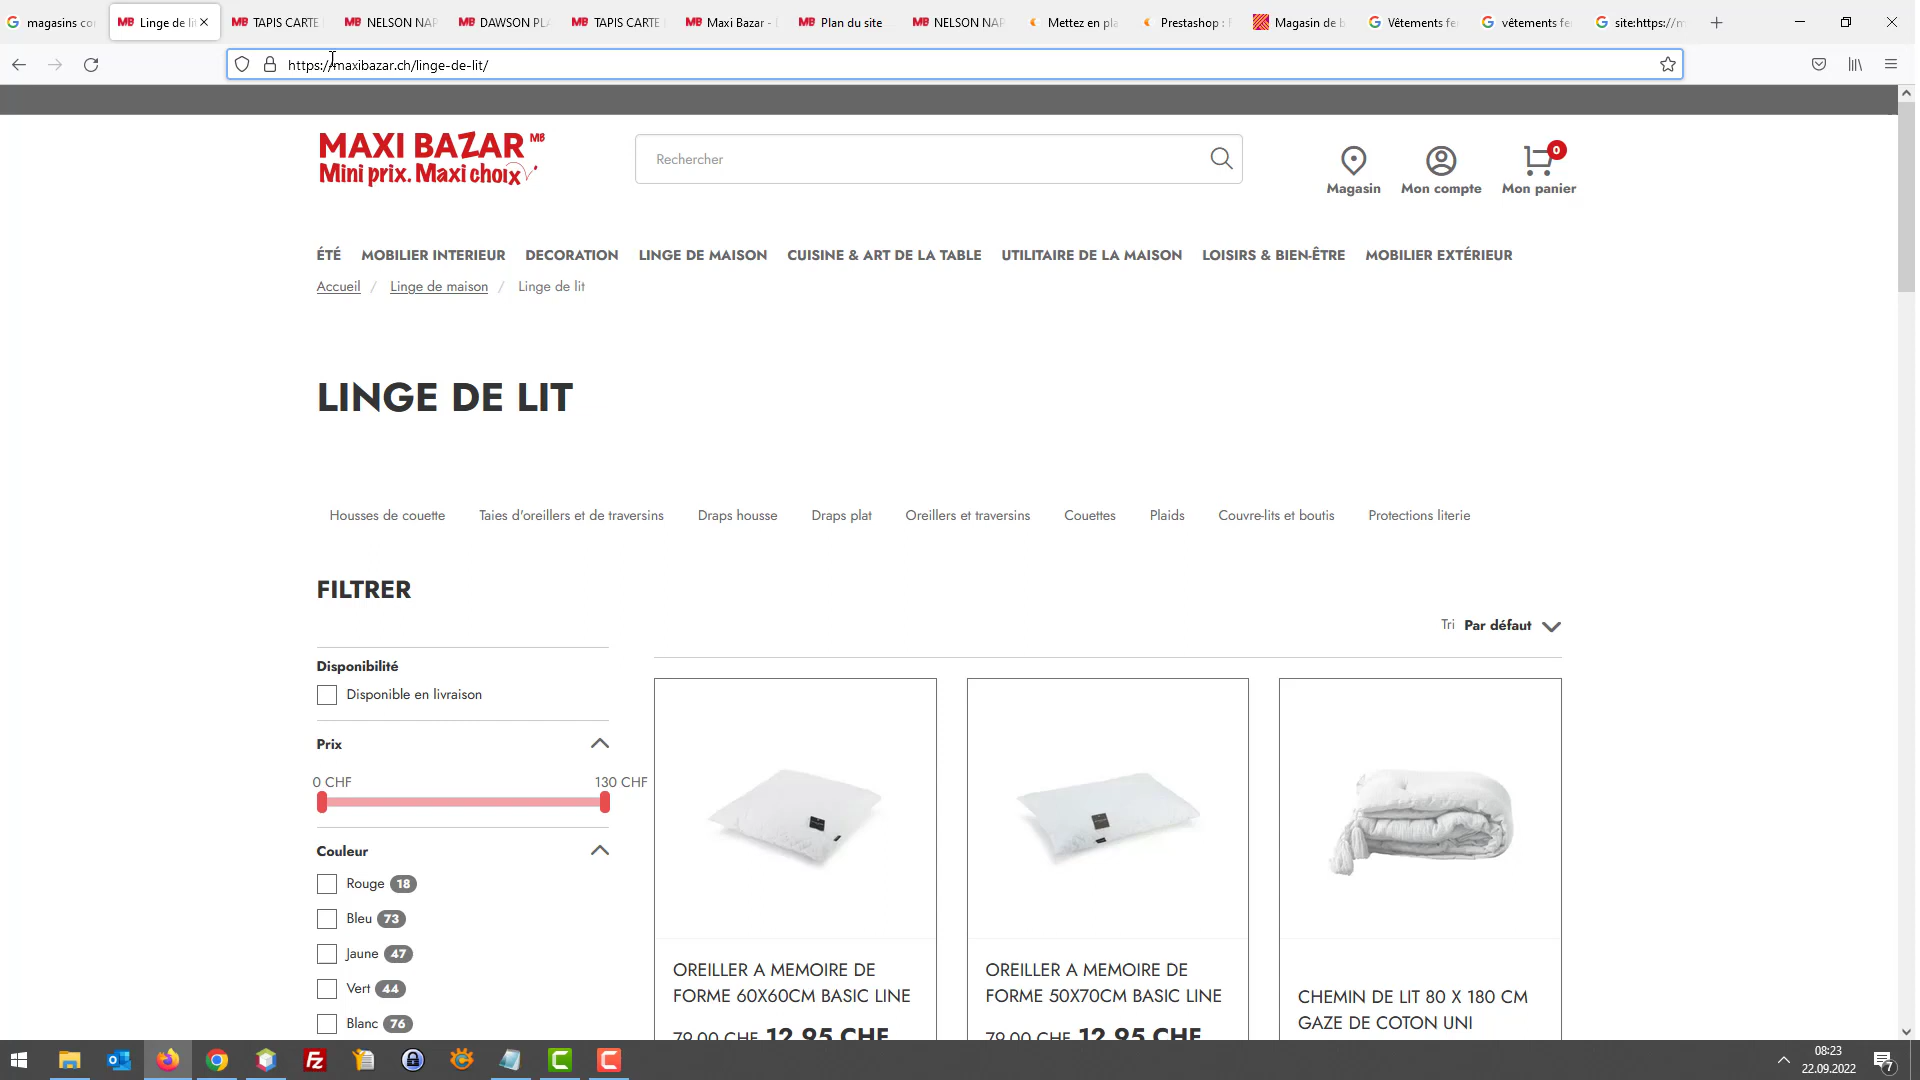 magasins co
Linge de li
TAPIS CARTE
NELSON NAP
DAWSON PLA
TAPIS CARTE
Maxi Bazar -
Plan du site
NELSON NAP
Mettez en pla
Prestashop : 
Magasin de b
Vêtements fe
vêtements fe
site:https://m
https://maxibazar.ch/linge-de-lit/
MAXI BAZAR MB
Mini prix. Maxi choix
Rechercher
0
Magasin
Mon compte
Mon panier
ÉTÉ MOBILIER INTERIEUR DECORATION LINGE DE MAISON CUISINE & ART DE LA TABLE UTILITAIRE DE LA MAISON LOISIRS & BIEN-ÊTRE MOBILIER EXTÉRIEUR
Accueil / Linge de maison / Linge de lit
LINGE DE LIT
Housses de couette Taies d'oreillers et de traversins Draps housse Draps plat Oreillers et traversins Couettes Plaids Couvre-lits et boutis Protections literie
FILTRER
Tri Par défaut
Disponibilité
Disponible en livraison
Prix
0 CHF 130 CHF
Couleur
Rouge 18
Bleu 73
Jaune 47
Vert 44
Blanc 76
OREILLER A MEMOIRE DE
FORME 60X60CM BASIC LINE
79.00 CHF 12.95 CHF
OREILLER A MEMOIRE DE
FORME 50X70CM BASIC LINE
79.00 CHF 12.95 CHF
CHEMIN DE LIT 80 X 180 CM
GAZE DE COTON UNI
08:23
22.09.2022
7